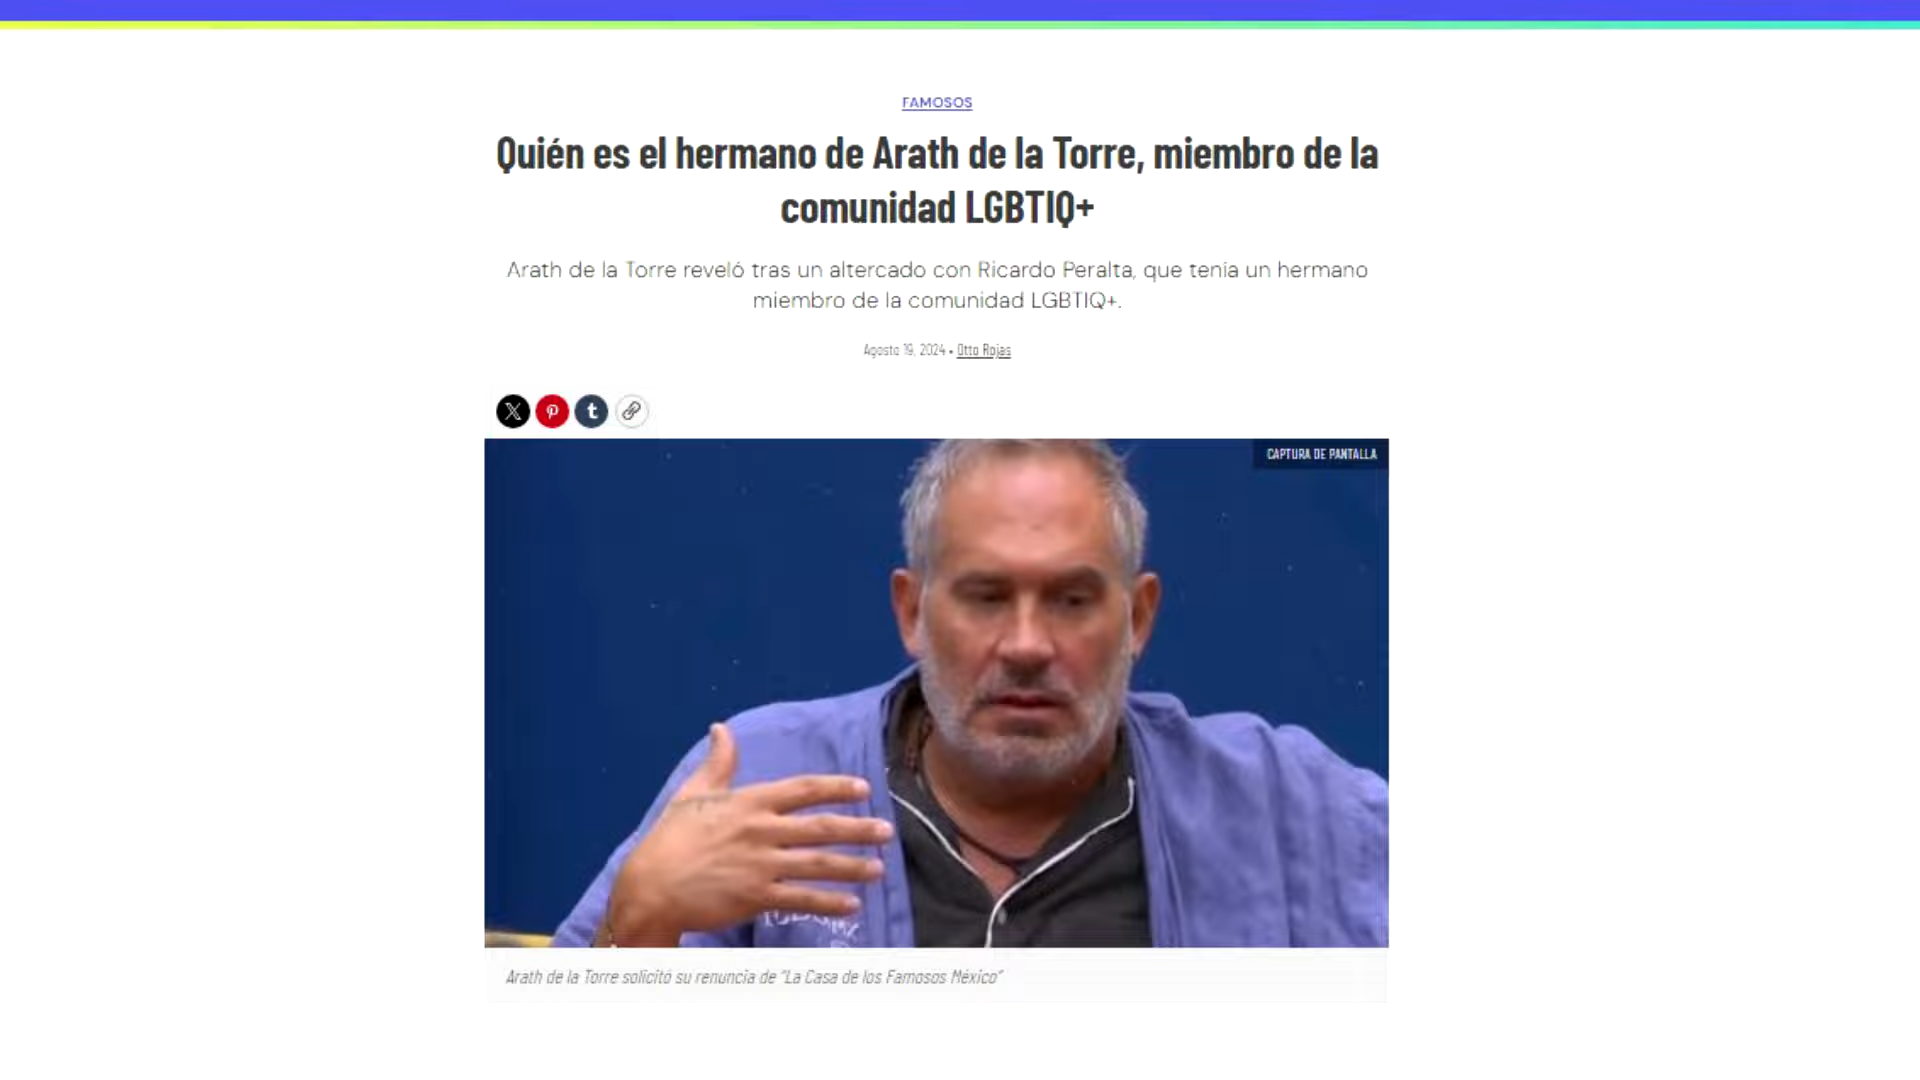 FAMOSOS
Quién es el hermano de Arath de la Torre, miembro de la
comunidad LGBTIQ+
Arath de la Torre reveló tras un altercado con Ricardo Peralta, que tenía un hermano
miembro de la comunidad LGBTIQ+.
Agosto 19, 2024 • Otto Rojas
CAPTURA DE PANTALLA
Arath de la Torre solicitó su renuncia de "La Casa de los Famosos México"